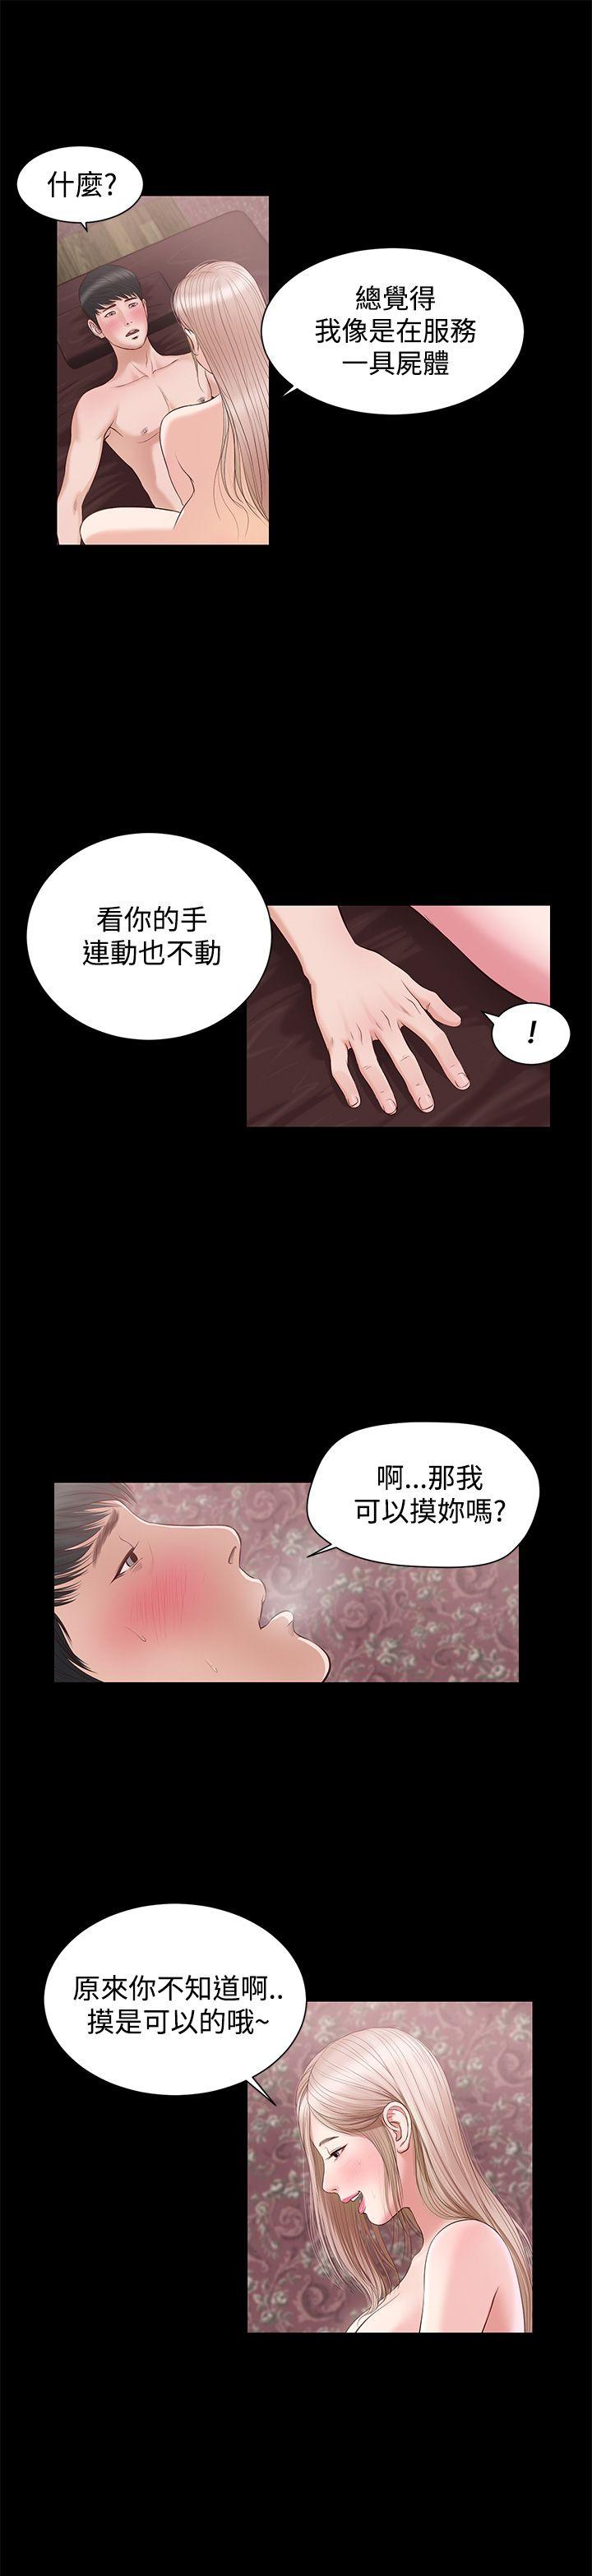 什麼?
總覺得
我像是在服務
一具屍體
看你的手
連動也不動
!
啊...那我
可以摸妳嗎?
原來你不知道啊..
摸是可以的哦~